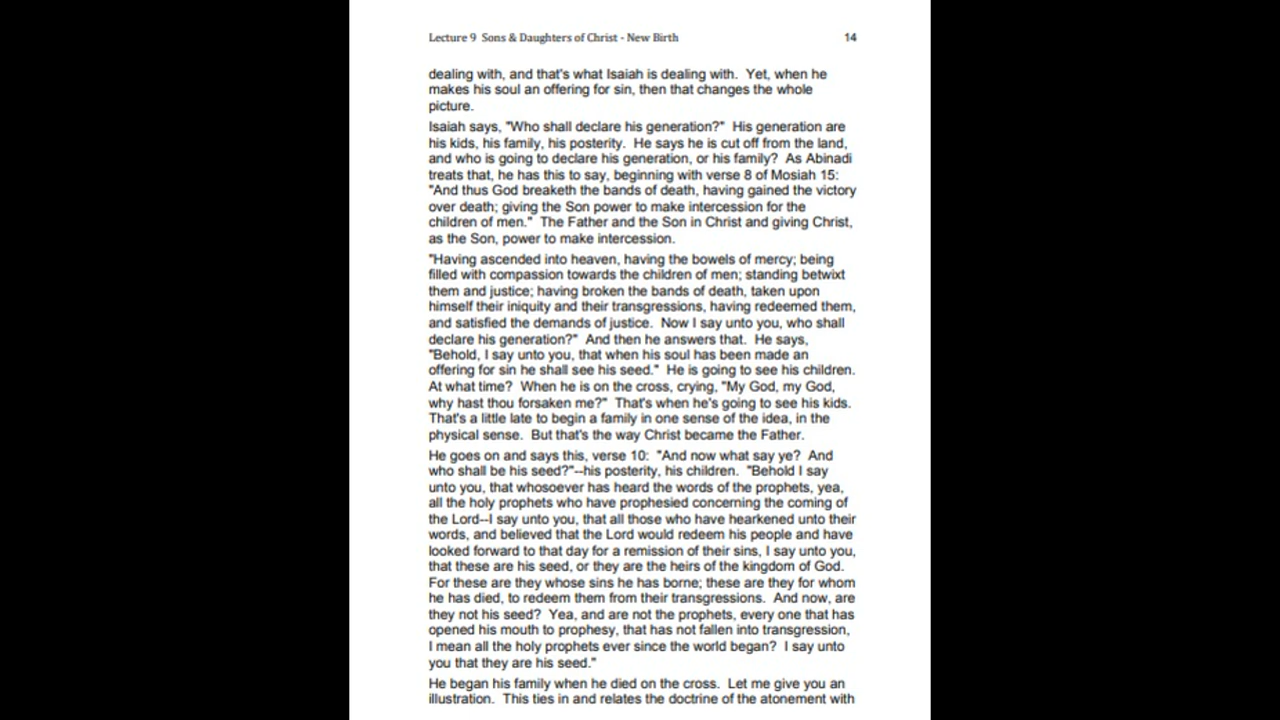 Lecture 9 Sons & Daughters of Christ - New Birth 14
dealing with, and that's what Isaiah is dealing with. Yet, when he
makes his soul an offering for sin, then that changes the whole
picture.
Isaiah says, "Who shall declare his generation?" His generation are
his kids, his family, his posterity. He says he is cut off from the land,
and who is going to declare his generation, or his family? As Abinadi
treats that, he has this to say, beginning with verse 8 of Mosiah 15:
"And thus God breaketh the bands of death, having gained the victory
over death; giving the Son power to make intercession for the
children of men." The Father and the Son in Christ and giving Christ,
as the Son, power to make intercession.
"Having ascended into heaven, having the bowels of mercy; being
filled with compassion towards the children of men; standing betwixt
them and justice; having broken the bands of death, taken upon
himself their iniquity and their transgressions, having redeemed them,
and satisfied the demands of justice. Now I say unto you, who shall
declare his generation?" And then he answers that. He says,
"Behold, I say unto you, that when his soul has been made an
offering for sin he shall see his seed." He is going to see his children.
At what time? When he is on the cross, crying, "My God, my God,
why hast thou forsaken me?" That's when he's going to see his kids.
That's a little late to begin a family in one sense of the idea, in the
physical sense. But that's the way Christ became the Father.
He goes on and says this, verse 10: "And now what say ye? And
who shall be his seed?"--his posterity, his children. "Behold I say
unto you, that whosoever has heard the words of the prophets, yea,
all the holy prophets who have prophesied concerning the coming of
the Lord--I say unto you, that all those who have hearkened unto their
words, and believed that the Lord would redeem his people and have
looked forward to that day for a remission of their sins, I say unto you,
that these are his seed, or they are the heirs of the kingdom of God.
For these are they whose sins he has borne; these are they for whom
he has died, to redeem them from their transgressions. And now, are
they not his seed? Yea, and are not the prophets, every one that has
opened his mouth to prophesy, that has not fallen into transgression,
I mean all the holy prophets ever since the world began? I say unto
you that they are his seed."
He began his family when he died on the cross. Let me give you an
illustration. This ties in and relates the doctrine of the atonement with